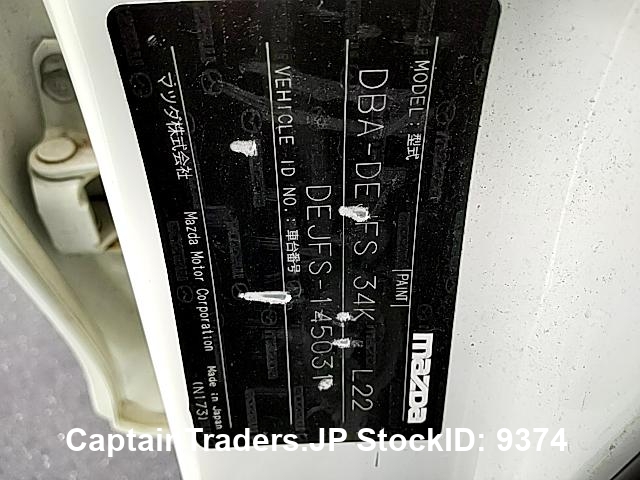 mazda
MODEL : 型式 PAINT
DBA-DEJFS 34K L22
VEHICLE ID NO.: 車台番号
DEJFS-145031
マツダ株式会社 Mazda Motor Corporation Made in Japan
(N173)
Captain Traders.JP StockID: 9374